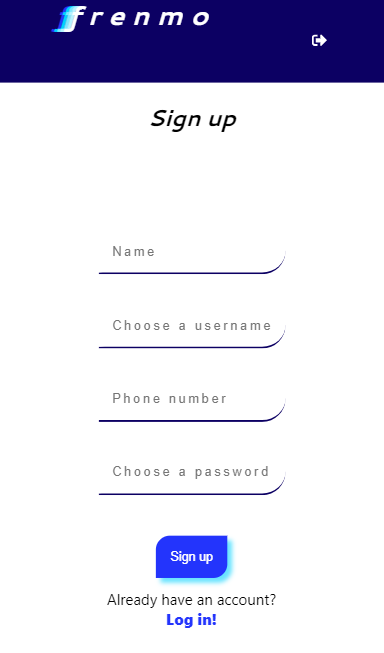 frenmo
Sign up
Name
Choose a username
Phone number
Choose a password
Sign up
Already have an account?
Log in!